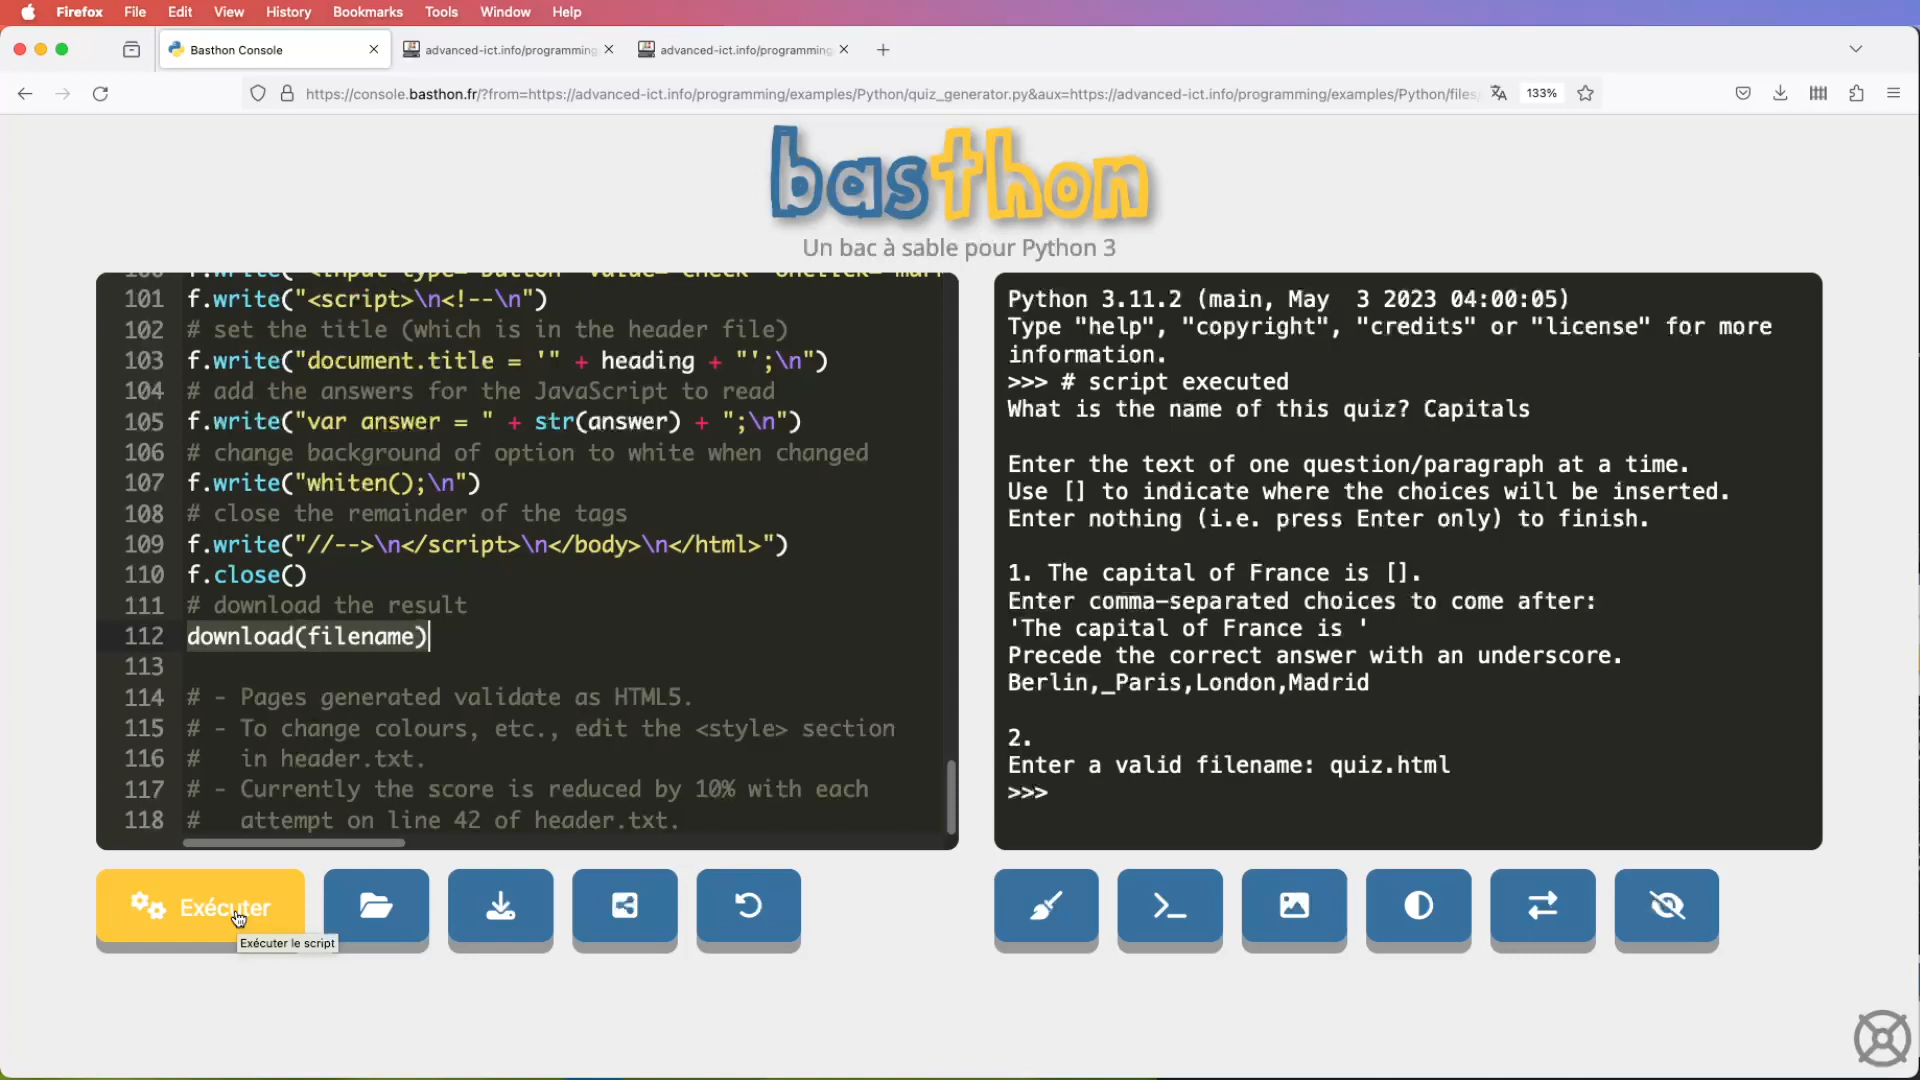 Firefox File Edit View History Bookmarks Tools Window Help
Basthon Console advanced-ict.info/programming advanced-ict.info/programming
https://console.basthon.fr/?from=https://advanced-ict.info/programming/examples/Python/quiz_generator.py&aux=https://advanced-ict.info/programming/examples/Python/files/ 133%
basthon
Un bac à sable pour Python 3
101 f.write("<script>\n<!--\n")
102 # set the title (which is in the header file)
103 f.write("document.title = '" + heading + "';\n")
104 # add the answers for the JavaScript to read
105 f.write("var answer = " + str(answer) + ";\n")
106 # change background of option to white when changed
107 f.write("whiten();\n")
108 # close the remainder of the tags
109 f.write("//-->\n</script>\n</body>\n</html>")
110 f.close()
111 # download the result
112 download(filename)
113
114 # - Pages generated validate as HTML5.
115 # - To change colours, etc., edit the <style> section
116 #   in header.txt.
117 # - Currently the score is reduced by 10% with each
118 #   attempt on line 42 of header.txt.
Python 3.11.2 (main, May  3 2023 04:00:05)
Type "help", "copyright", "credits" or "license" for more
information.
>>> # script executed
What is the name of this quiz? Capitals
Enter the text of one question/paragraph at a time.
Use [] to indicate where the choices will be inserted.
Enter nothing (i.e. press Enter only) to finish.
1. The capital of France is [].
Enter comma-separated choices to come after:
'The capital of France is '
Precede the correct answer with an underscore.
Berlin,_Paris,London,Madrid
2.
Enter a valid filename: quiz.html
>>>
Exécuter
Exécuter le script